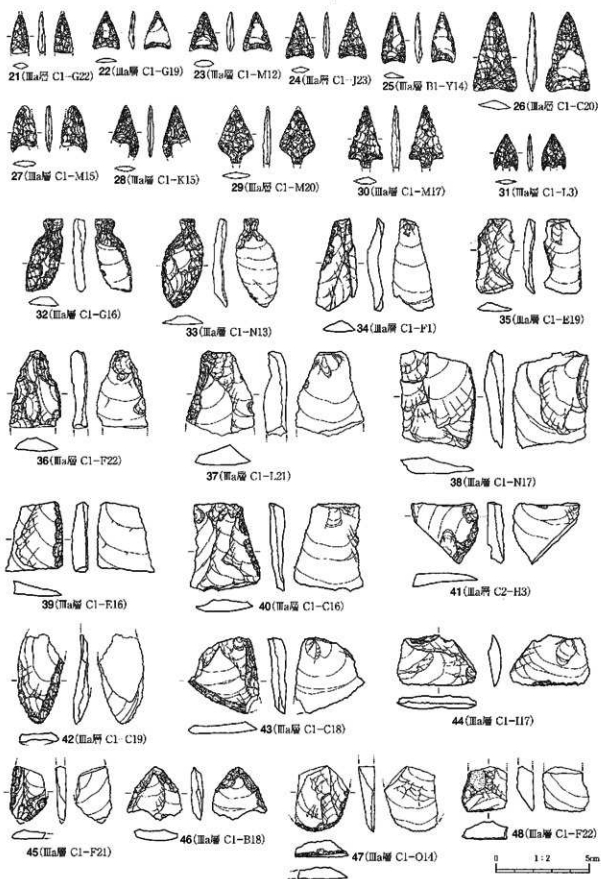 21(Ⅲa層 C1-G22)
22(Ⅲa層 C1-G19)
23(Ⅲa層 C1-M12)
24(Ⅲa層 C1-J23)
25(Ⅲa層 B1-Y14)
26(Ⅲa層 C1-C20)
27(Ⅲa層 C1-M15)
28(Ⅲa層 C1-K15)
29(Ⅲa層 C1-M20)
30(Ⅲa層 C1-M17)
31(Ⅲa層 C1-L3)
32(Ⅲa層 C1-G16)
33(Ⅲa層 C1-N13)
34(Ⅲa層 C1-F1)
35(Ⅲa層 C1-E19)
36(Ⅲa層 C1-F22)
37(Ⅲa層 C1-L21)
38(Ⅲa層 C1-N17)
39(Ⅲa層 C1-E16)
40(Ⅲa層 C1-C16)
41(Ⅲa層 C2-H3)
42(Ⅲa層 C1-C19)
43(Ⅲa層 C1-C18)
44(Ⅲa層 C1-I17)
45(Ⅲa層 C1-F21)
46(Ⅲa層 C1-B18)
47(Ⅲa層 C1-O14)
48(Ⅲa層 C1-F22)
0 1:2 5cm